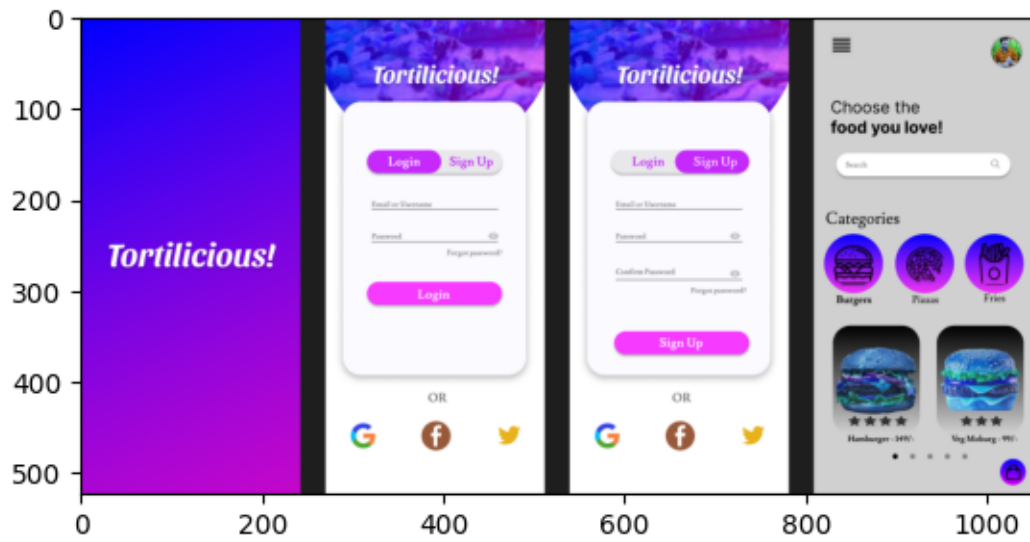 0
100
200
300
400
500
0
200
400
600
800
1000
Tortilicious!
Tortilicious!
Login
Sign Up
Email or Username
Password
Forgot password?
Login
OR
Tortilicious!
Login
Sign Up
Email or Username
Password
Confirm Password
Forgot password?
Sign Up
OR
Choose the
food you love!
Search
Categories
Burgers
Pizzas
Fries
Hamburger - 149/-
Veg Moburg - 99/-